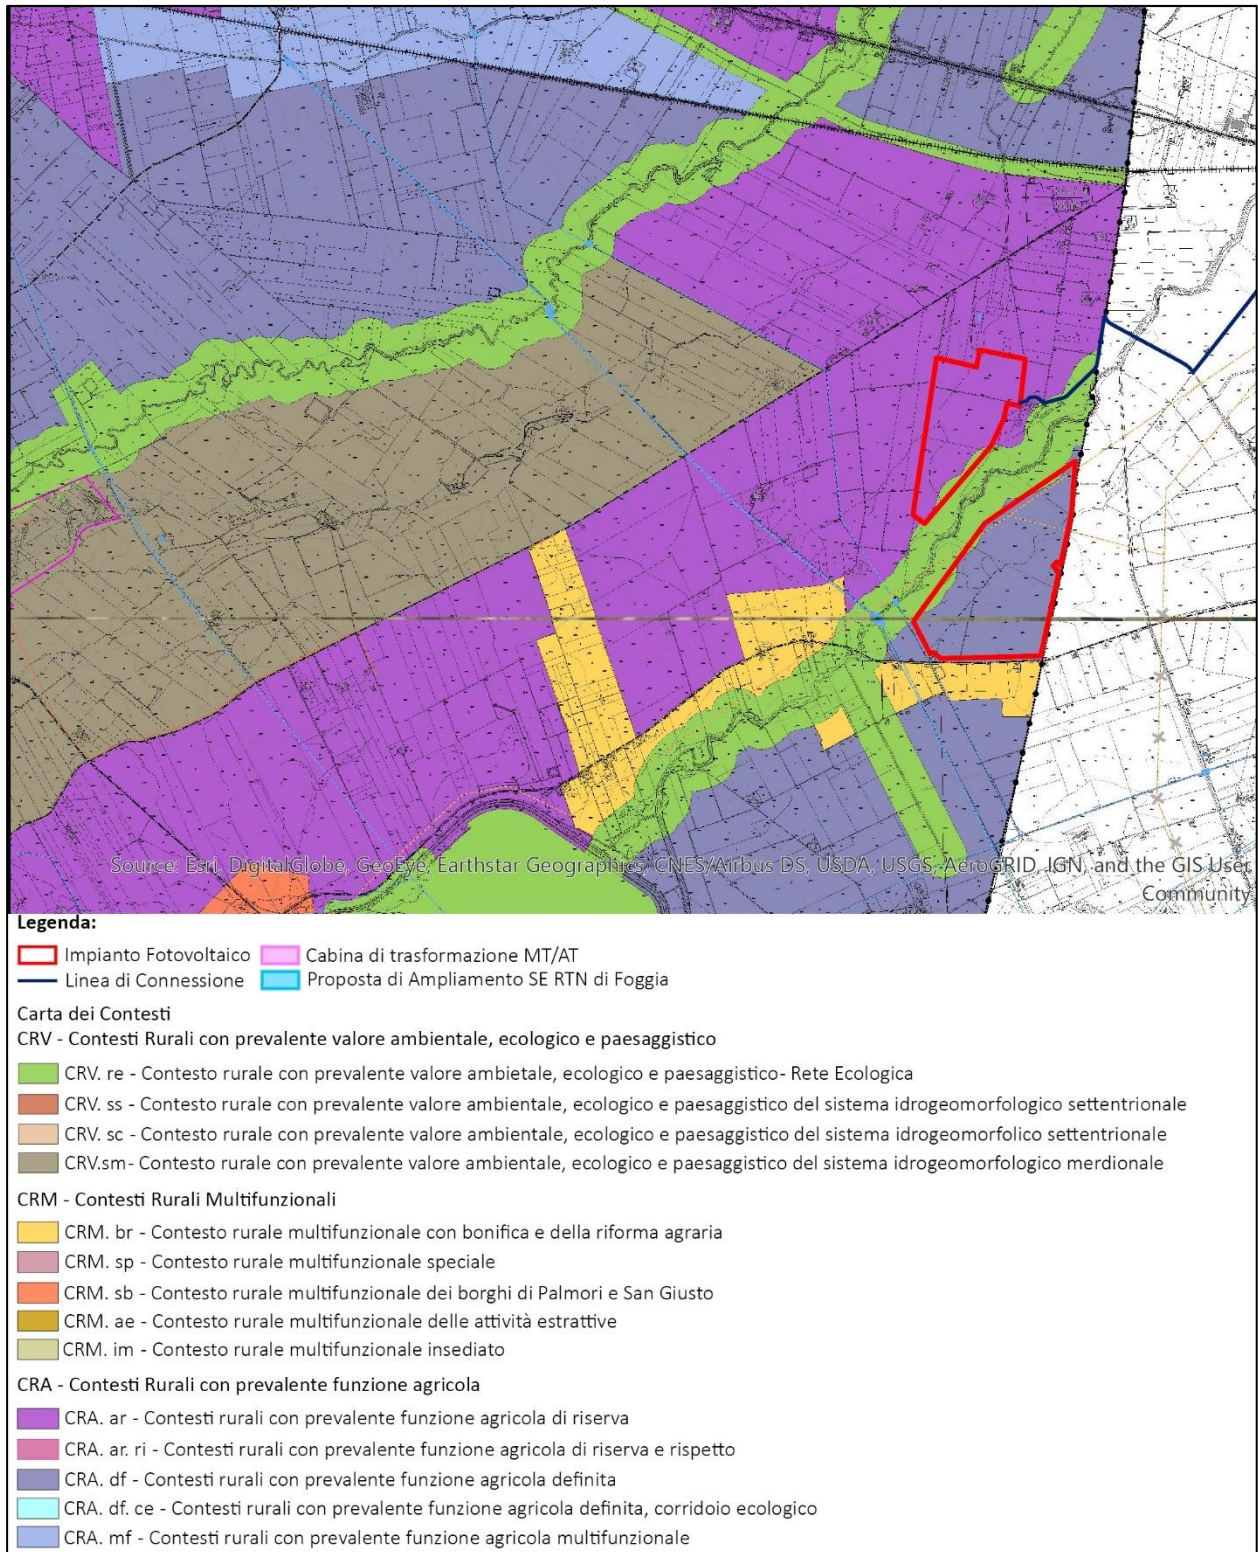 Source: Esri, DigitalGlobe, GeoEye, Earthstar Geographics, CNES/Airbus DS, USDA, USGS, AeroGRID, IGN, and the GIS User
Community
Legenda:
Impianto Fotovoltaico Cabina di trasformazione MT/AT
Linea di Connessione Proposta di Ampliamento SE RTN di Foggia
Carta dei Contesti
CRV - Contesti Rurali con prevalente valore ambientale, ecologico e paesaggistico
CRV. re - Contesto rurale con prevalente valore ambietale, ecologico e paesaggistico- Rete Ecologica
CRV. ss - Contesto rurale con prevalente valore ambientale, ecologico e paesaggistico del sistema idrogeomorfologico settentrionale
CRV. sc - Contesto rurale con prevalente valore ambientale, ecologico e paesaggistico del sistema idrogeomorfolico settentrionale
CRV.sm- Contesto rurale con prevalente valore ambientale, ecologico e paesaggistico del sistema idrogeomorfologico merdionale
CRM - Contesti Rurali Multifunzionali
CRM. br - Contesto rurale multifunzionale con bonifica e della riforma agraria
CRM. sp - Contesto rurale multifunzionale speciale
CRM. sb - Contesto rurale multifunzionale dei borghi di Palmori e San Giusto
CRM. ae - Contesto rurale multifunzionale delle attività estrattive
CRM. im - Contesto rurale multifunzionale insediato
CRA - Contesti Rurali con prevalente funzione agricola
CRA. ar - Contesti rurali con prevalente funzione agricola di riserva
CRA. ar. ri - Contesti rurali con prevalente funzione agricola di riserva e rispetto
CRA. df - Contesti rurali con prevalente funzione agricola definita
CRA. df. ce - Contesti rurali con prevalente funzione agricola definita, corridoio ecologico
CRA. mf - Contesti rurali con prevalente funzione agricola multifunzionale